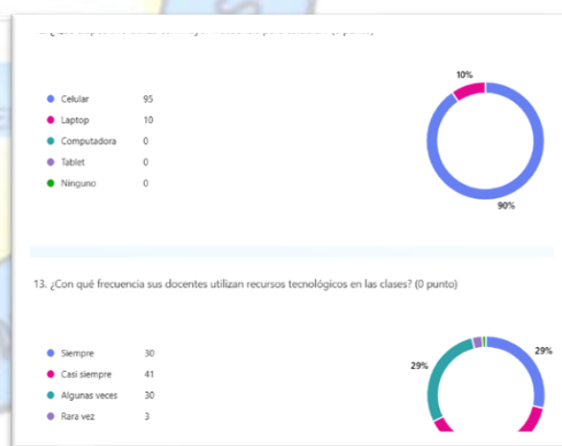 10%
Celular 95
Laptop 10
Computadora 0
Tablet 0
Ninguno 0
90%
13. ¿Con qué frecuencia sus docentes utilizan recursos tecnológicos en las clases? (0 punto)
Siempre 30
29%
Casi siempre 41
29%
Algunas veces 30
Rara vez 3